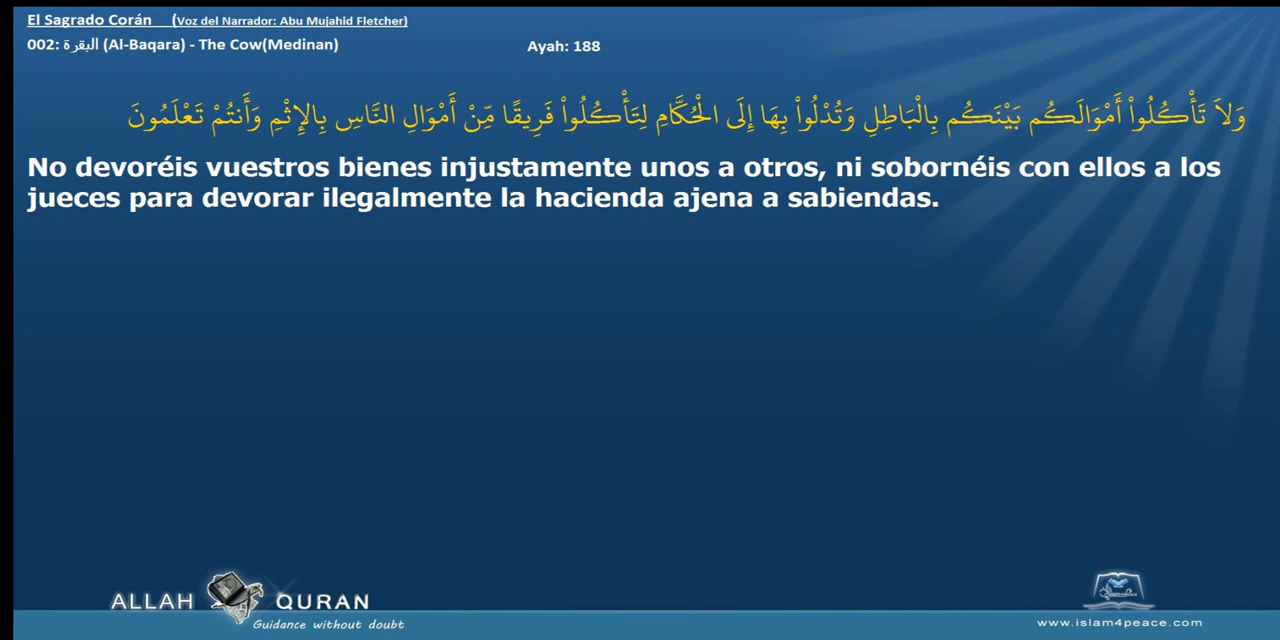 El Sagrado Corán (Voz del Narrador: Abu Mujahid Fletcher)
002: البقرة (Al-Baqara) - The Cow(Medinan) Ayah: 188
وَلاَ تَأْكُلُواْ أَمْوَالَكُم بَيْنَكُم بِالْبَاطِلِ وَتُدْلُواْ بِهَا إِلَى الْحُكَّامِ لِتَأْكُلُواْ فَرِيقًا مِّنْ أَمْوَالِ النَّاسِ بِالإِثْمِ وَأَنتُمْ تَعْلَمُونَ
No devoréis vuestros bienes injustamente unos a otros, ni sobornéis con ellos a los
jueces para devorar ilegalmente la hacienda ajena a sabiendas.
ALLAH QURAN
Guidance without doubt
www.islam4peace.com